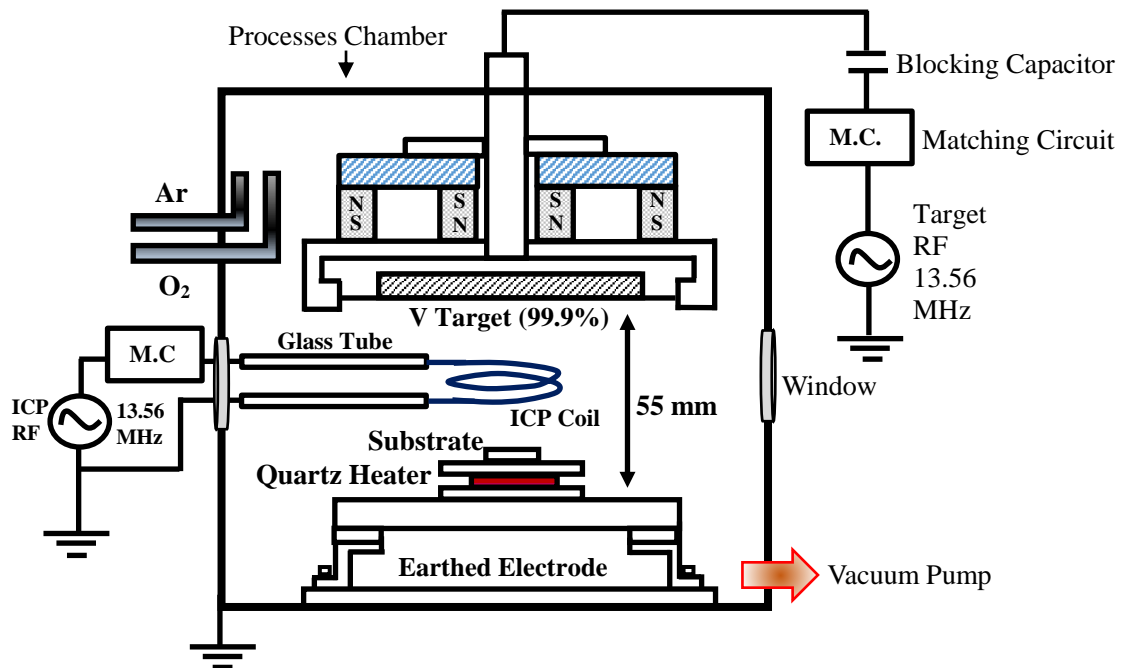 Processes Chamber
Blocking Capacitor
M.C.
Matching Circuit
N
S
S
N
S
N
N
S
Ar
O₂
Target
RF
13.56
MHz
V Target (99.9%)
Glass Tube
M.C
Window
ICP
RF
13.56
MHz
ICP Coil
55 mm
Substrate
Quartz Heater
Earthed Electrode
Vacuum Pump